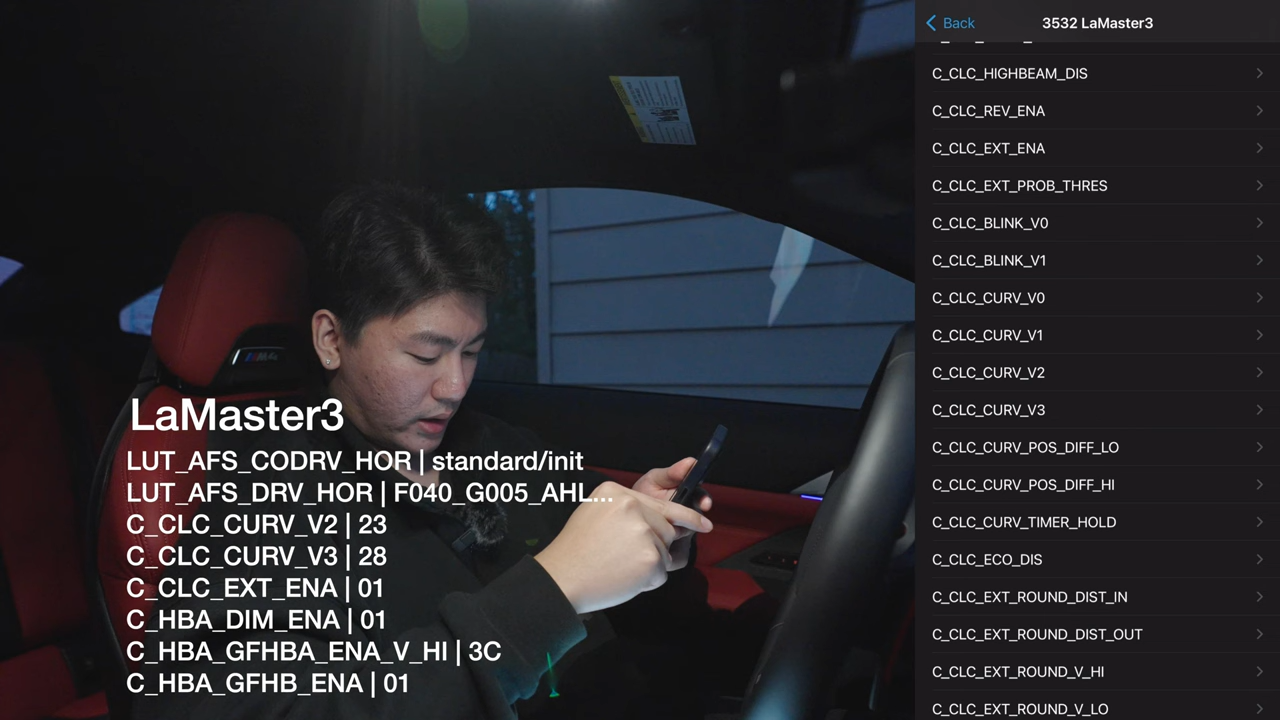 LaMaster3
LUT_AFS_CODRV_HOR | standard/init
LUT_AFS_DRV_HOR | F040_G005_AHL...
C_CLC_CURV_V2 | 23
C_CLC_CURV_V3 | 28
C_CLC_EXT_ENA | 01
C_HBA_DIM_ENA | 01
C_HBA_GFHBA_ENA_V_HI | 3C
C_HBA_GFHB_ENA | 01
Back
3532 LaMaster3
C_CLC_HIGHBEAM_DIS
C_CLC_REV_ENA
C_CLC_EXT_ENA
C_CLC_EXT_PROB_THRES
C_CLC_BLINK_V0
C_CLC_BLINK_V1
C_CLC_CURV_V0
C_CLC_CURV_V1
C_CLC_CURV_V2
C_CLC_CURV_V3
C_CLC_CURV_POS_DIFF_LO
C_CLC_CURV_POS_DIFF_HI
C_CLC_CURV_TIMER_HOLD
C_CLC_ECO_DIS
C_CLC_EXT_ROUND_DIST_IN
C_CLC_EXT_ROUND_DIST_OUT
C_CLC_EXT_ROUND_V_HI
C_CLC_EXT_ROUND_V_LO